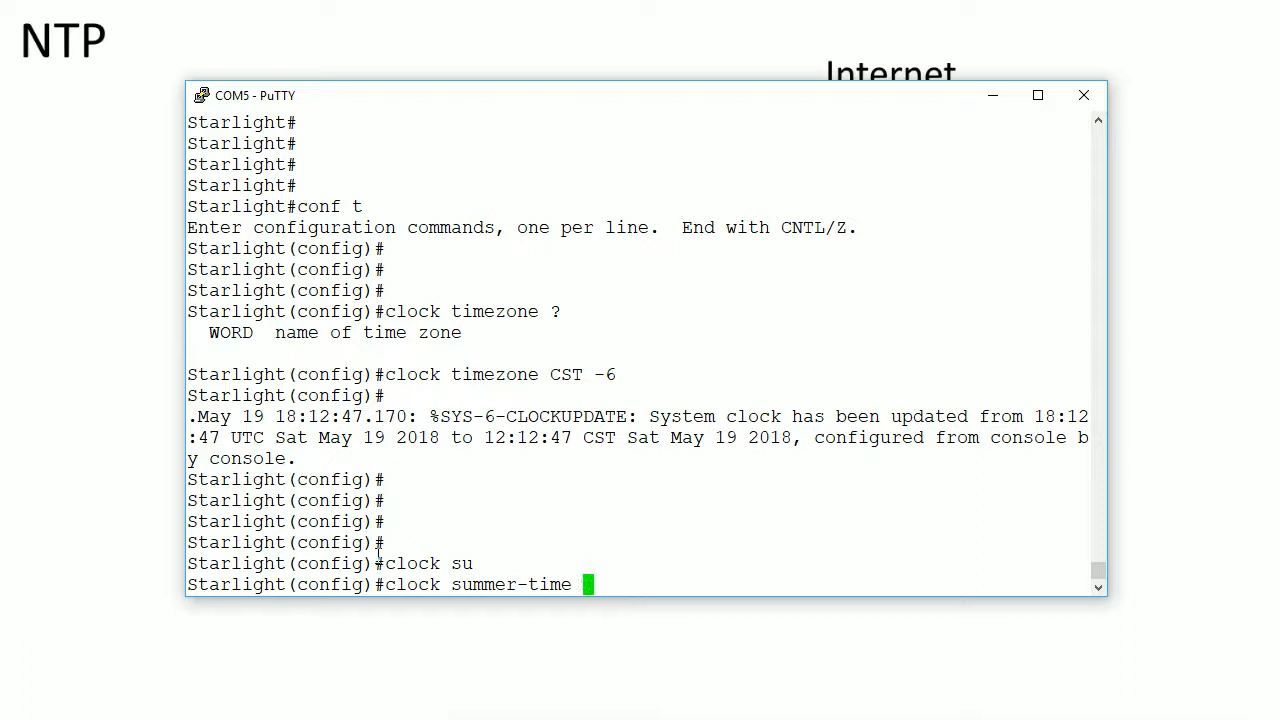 NTP
Internet
COM5 - PuTTY
Starlight#
Starlight#
Starlight#
Starlight#
Starlight#conf t
Enter configuration commands, one per line.  End with CNTL/Z.
Starlight(config)#
Starlight(config)#
Starlight(config)#
Starlight(config)#clock timezone ?
  WORD  name of time zone
Starlight(config)#clock timezone CST -6
Starlight(config)#
.May 19 18:12:47.170: %SYS-6-CLOCKUPDATE: System clock has been updated from 18:12
:47 UTC Sat May 19 2018 to 12:12:47 CST Sat May 19 2018, configured from console b
y console.
Starlight(config)#
Starlight(config)#
Starlight(config)#
Starlight(config)#
Starlight(config)#clock su
Starlight(config)#clock summer-time